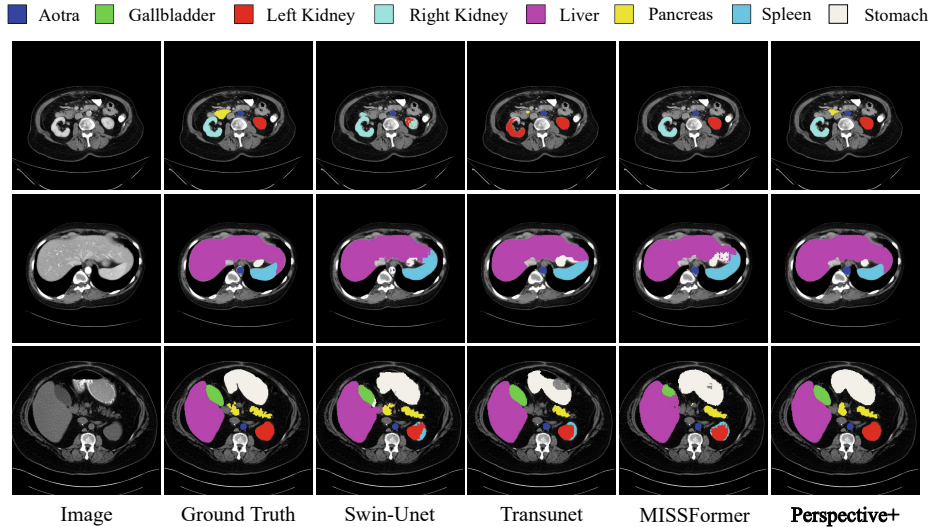 Aotra Gallbladder Left Kidney Right Kidney Liver Pancreas Spleen Stomach
Image Ground Truth Swin-Unet Transunet MISSFormer Perspective+